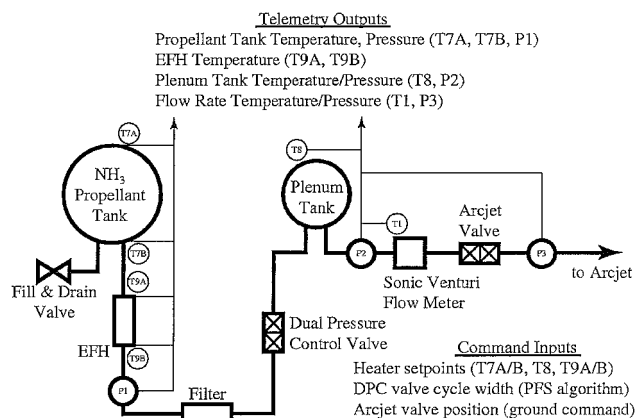 Telemetry Outputs
Propellant Tank Temperature, Pressure (T7A, T7B, P1)
EFH Temperature (T9A, T9B)
Plenum Tank Temperature/Pressure (T8, P2)
Flow Rate Temperature/Pressure (T1, P3)
T7A
T8
NH3
Propellant
Tank
Plenum
Tank
T1
Arcjet
Valve
T7B
P2
P3
T9A
to Arcjet
Fill & Drain
Valve
Sonic Venturi
Flow Meter
EFH
T9B
Dual Pressure
Control Valve
P1
Filter
Command Inputs
Heater setpoints (T7A/B, T8, T9A/B)
DPC valve cycle width (PFS algorithm)
Arcjet valve position (ground command)